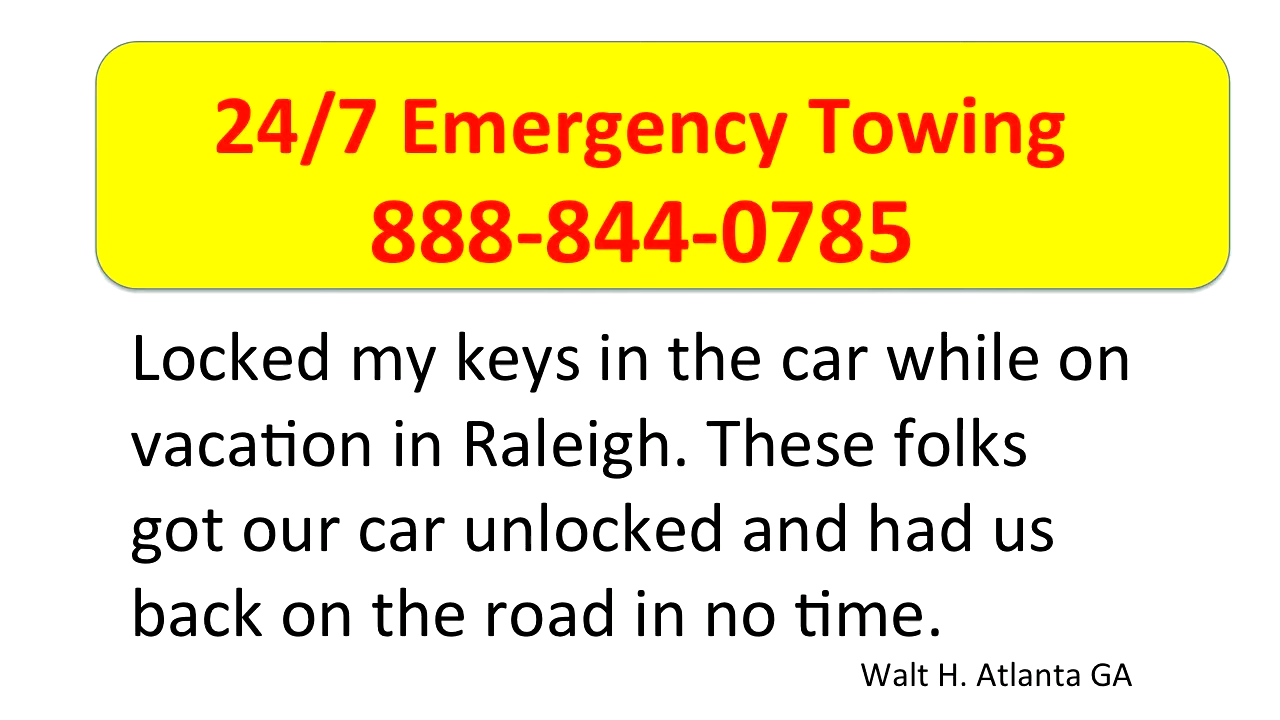 24/7 Emergency Towing
888-844-0785
Locked my keys in the car while on
vacation in Raleigh. These folks
got our car unlocked and had us
back on the road in no time.
Walt H. Atlanta GA